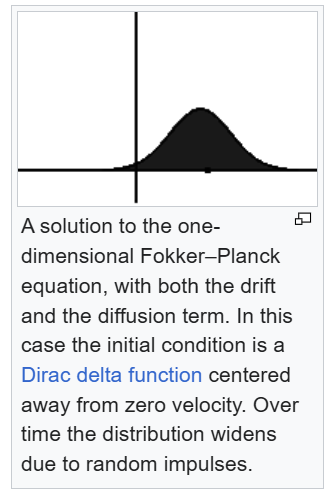 A solution to the one-
dimensional Fokker–Planck
equation, with both the drift
and the diffusion term. In this
case the initial condition is a
Dirac delta function centered
away from zero velocity. Over
time the distribution widens
due to random impulses.